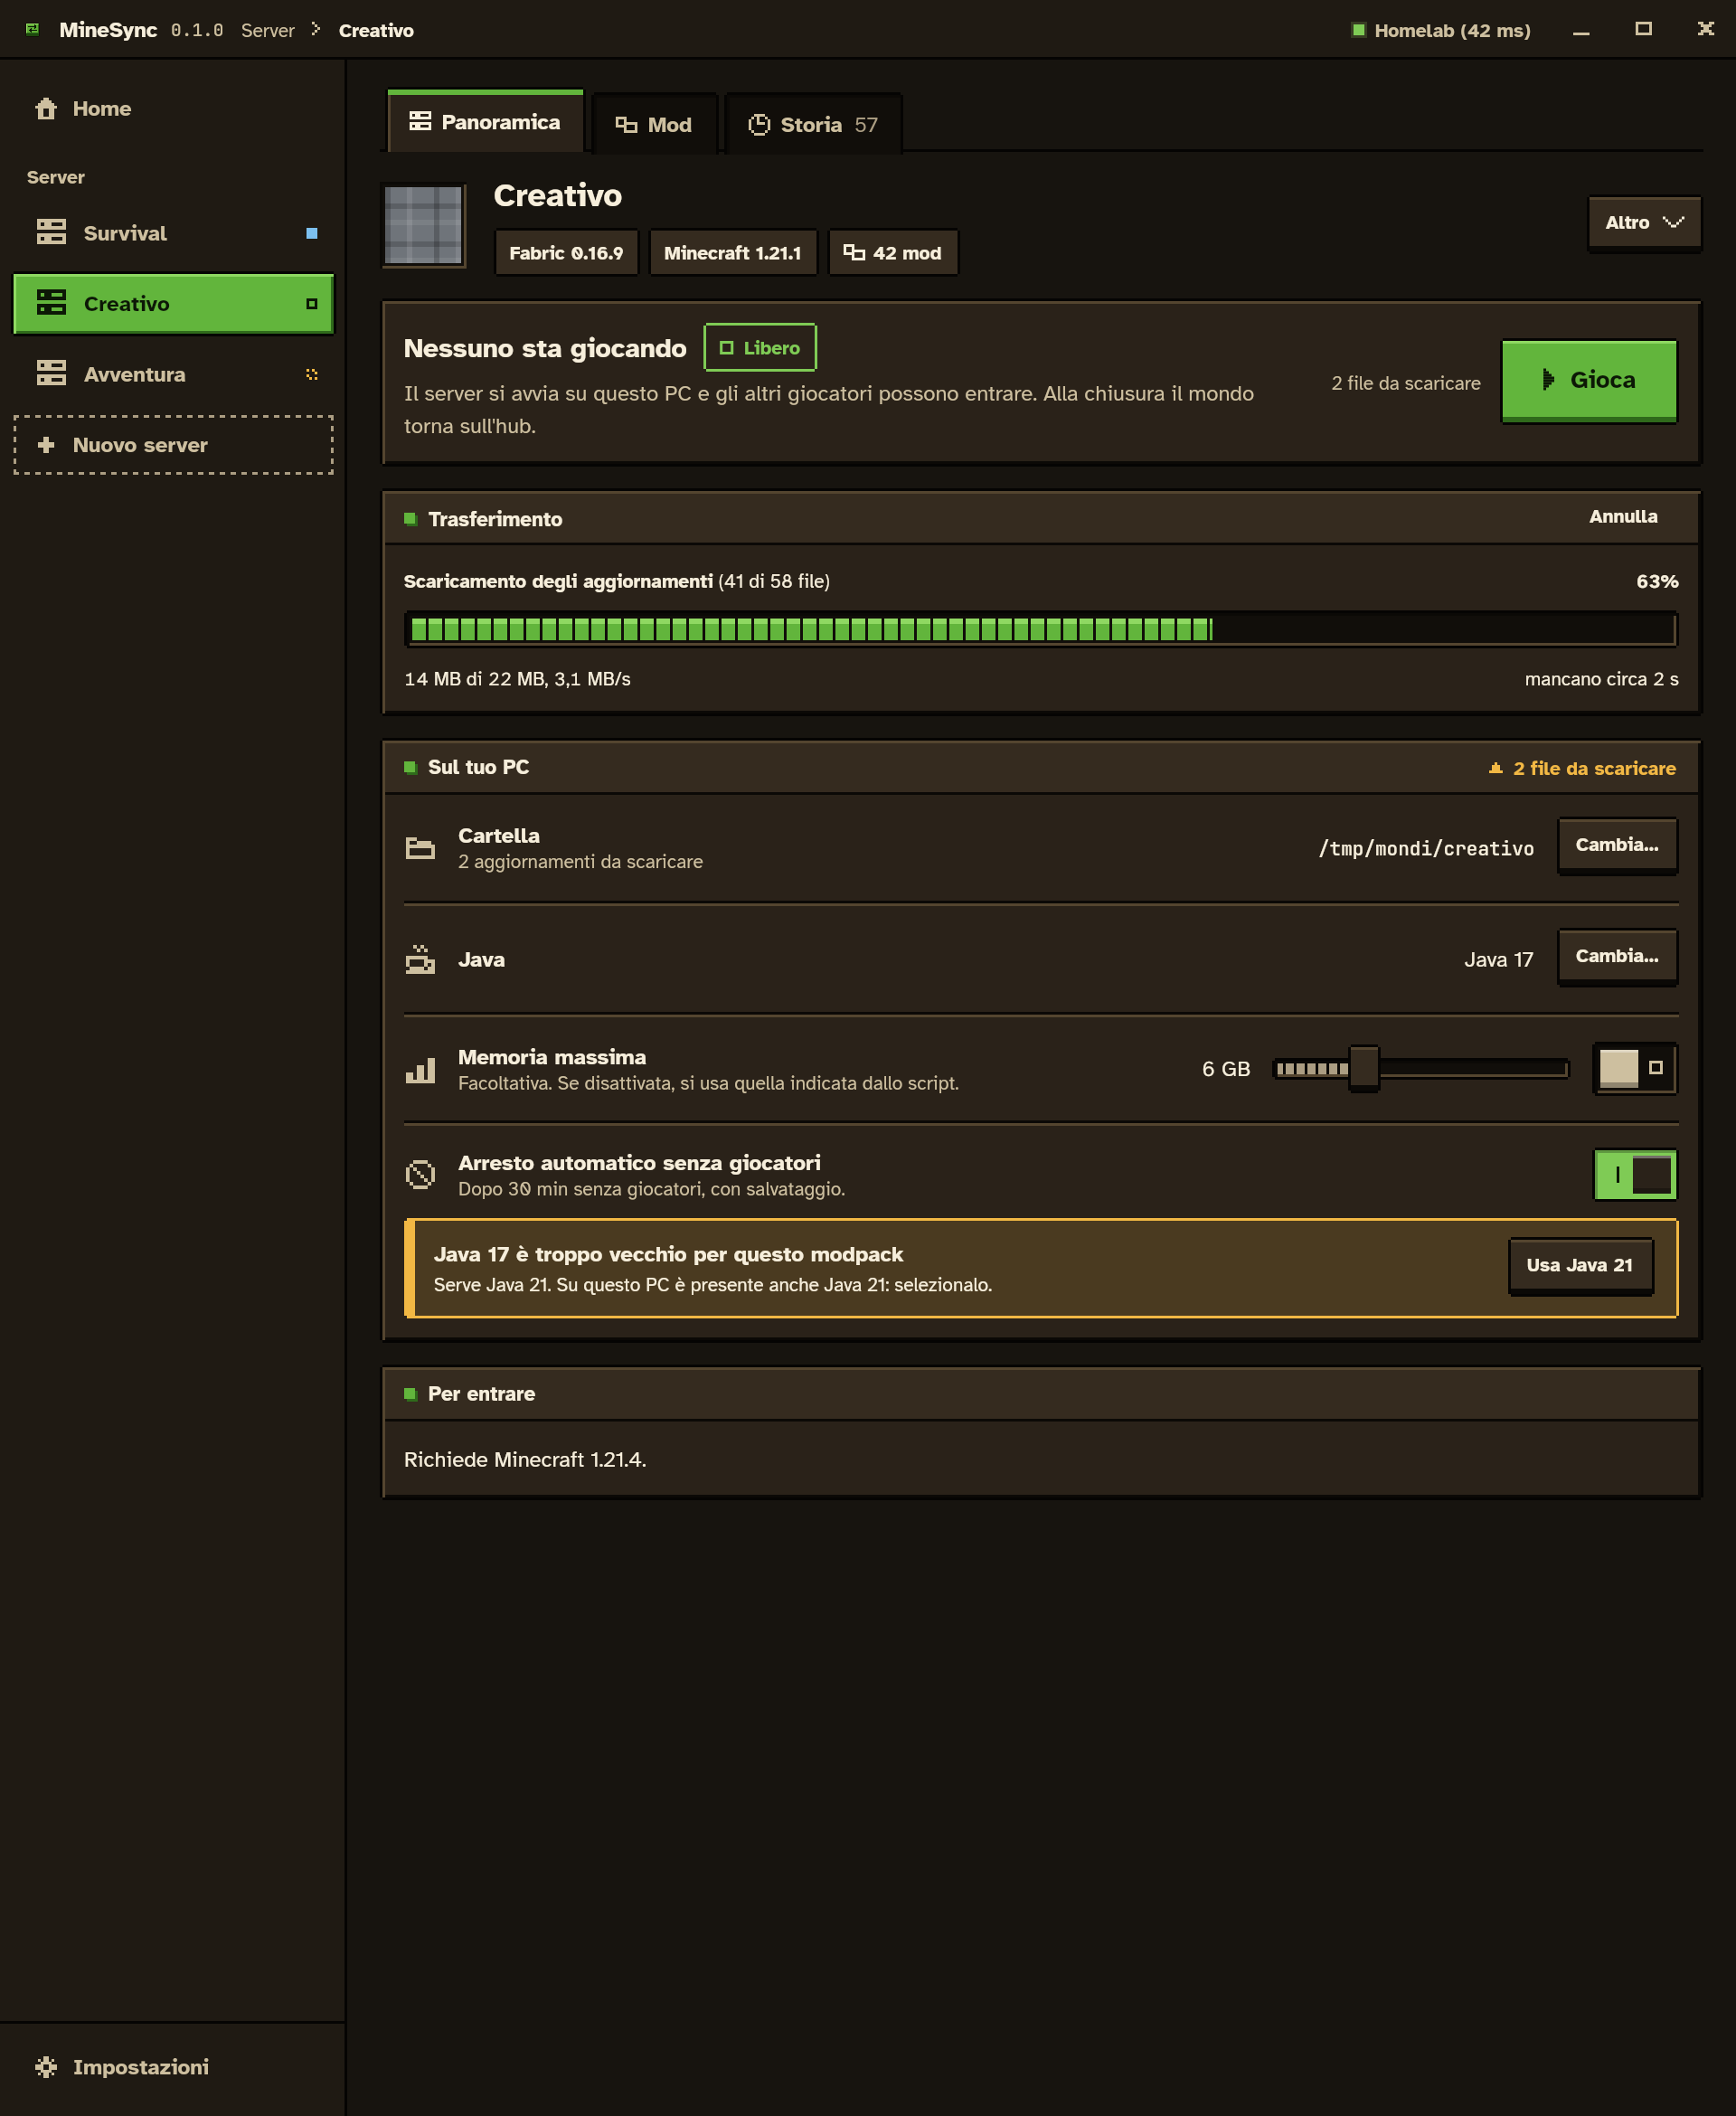 MineSync 0.1.0 Server Creativo
Homelab (42 ms)
Home
Server
Survival
Creativo
Avventura
Nuovo server
Impostazioni
Panoramica
Mod
Storia 57
Creativo
Fabric 0.16.9
Minecraft 1.21.1
42 mod
Altro
Nessuno sta giocando
Libero
Il server si avvia su questo PC e gli altri giocatori possono entrare. Alla chiusura il mondo
torna sull'hub.
2 file da scaricare
Gioca
Trasferimento
Annulla
Scaricamento degli aggiornamenti (41 di 58 file)
63%
14 MB di 22 MB, 3,1 MB/s
mancano circa 2 s
Sul tuo PC
2 file da scaricare
Cartella
2 aggiornamenti da scaricare
/tmp/mondi/creativo
Cambia...
Java
Java 17
Cambia...
Memoria massima
Facoltativa. Se disattivata, si usa quella indicata dallo script.
6 GB
Arresto automatico senza giocatori
Dopo 30 min senza giocatori, con salvataggio.
Java 17 è troppo vecchio per questo modpack
Serve Java 21. Su questo PC è presente anche Java 21: selezionalo.
Usa Java 21
Per entrare
Richiede Minecraft 1.21.4.